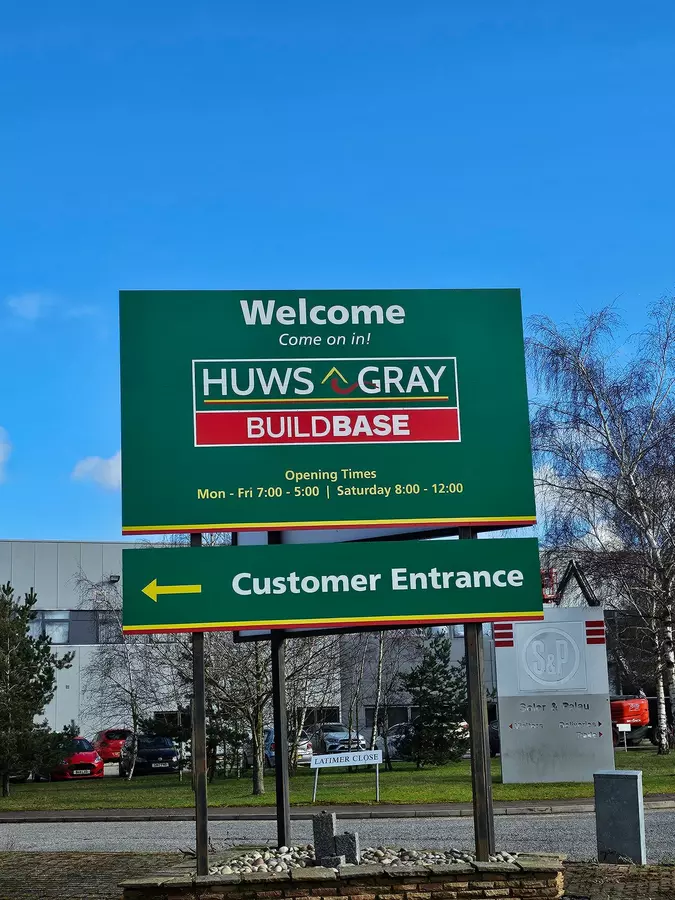 Welcome
Come on in!
HUWS GRAY
BUILDBASE
Opening Times
Mon - Fri 7:00 - 5:00 | Saturday 8:00 - 12:00
Customer Entrance
S&P
LATIMER CLOSE